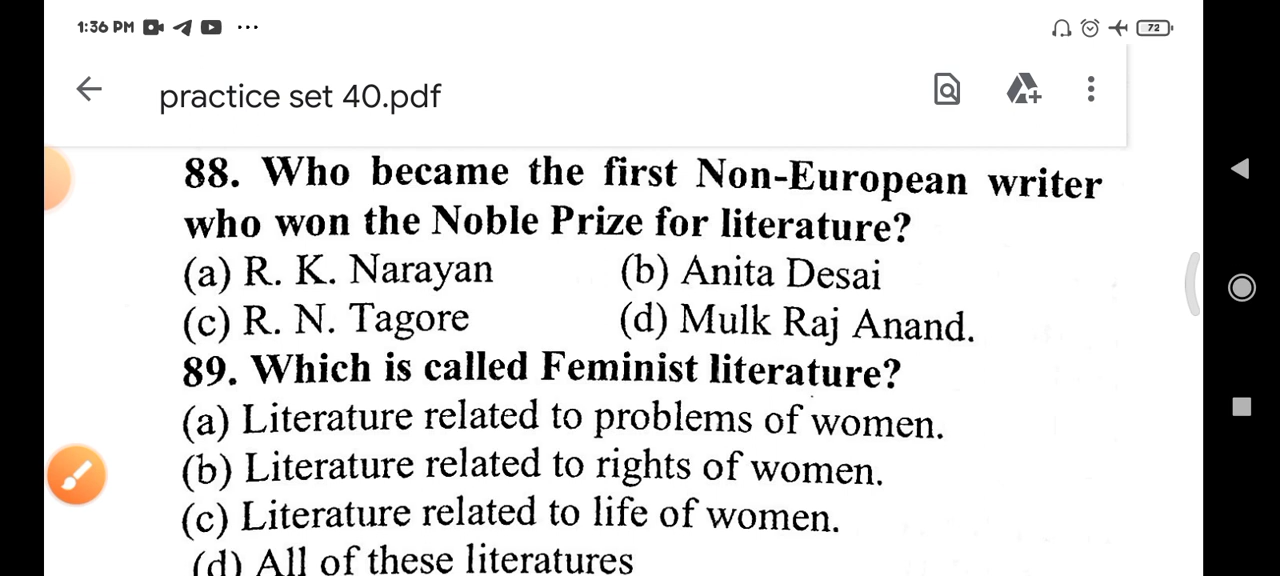 1:36 PM ...
72
practice set 40.pdf
88. Who became the first Non-European writer
who won the Noble Prize for literature?
(a) R. K. Narayan (b) Anita Desai
(c) R. N. Tagore (d) Mulk Raj Anand.
89. Which is called Feminist literature?
(a) Literature related to problems of women.
(b) Literature related to rights of women.
(c) Literature related to life of women.
(d) All of these literatures